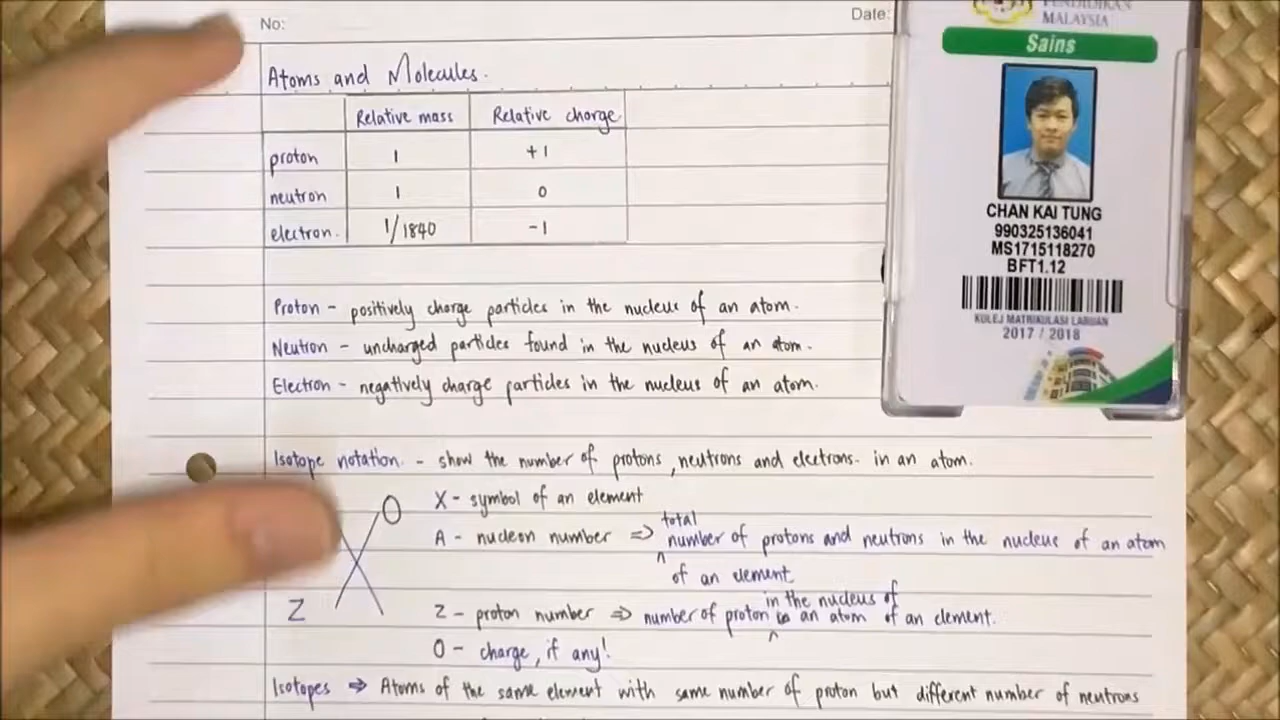 No:
Date:
Atoms and Molecules.
Relative mass Relative charge
proton 1 +1
neutron 1 0
electron. 1/1840 -1
Proton - positively charge particles in the nucleus of an atom.
Neutron - uncharged particles found in the nucleus of an atom.
Electron - negatively charge particles in the nucleus of an atom.
Isotope notation. - show the number of protons, neutrons and electrons. in an atom.
X - symbol of an element
A - nucleon number ⇒ total number of protons and neutrons in the nucleus of an atom
of an element
Z - proton number ⇒ number of proton in the nucleus of an atom of an element.
O - charge, if any!
X O
Z
Isotopes ⇒ Atoms of the same element with same number of proton but different number of neutrons
MALAYSIA
Sains
CHAN KAI TUNG
990325136041
MS1715118270
BFT1.12
KOLEJ MATRIKULASI LABUAN
2017 / 2018